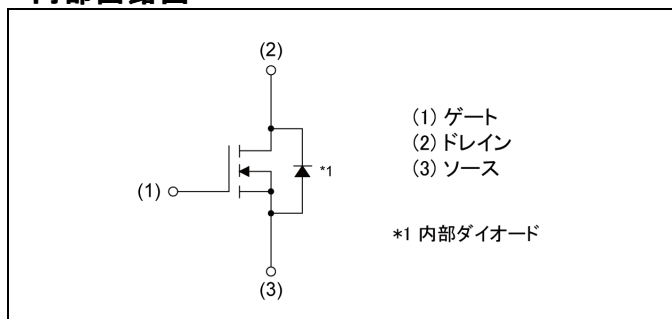 (2)
(1) ゲート
(2) ドレイン
(3) ソース
*1
(1)
*1 内部ダイオード
(3)